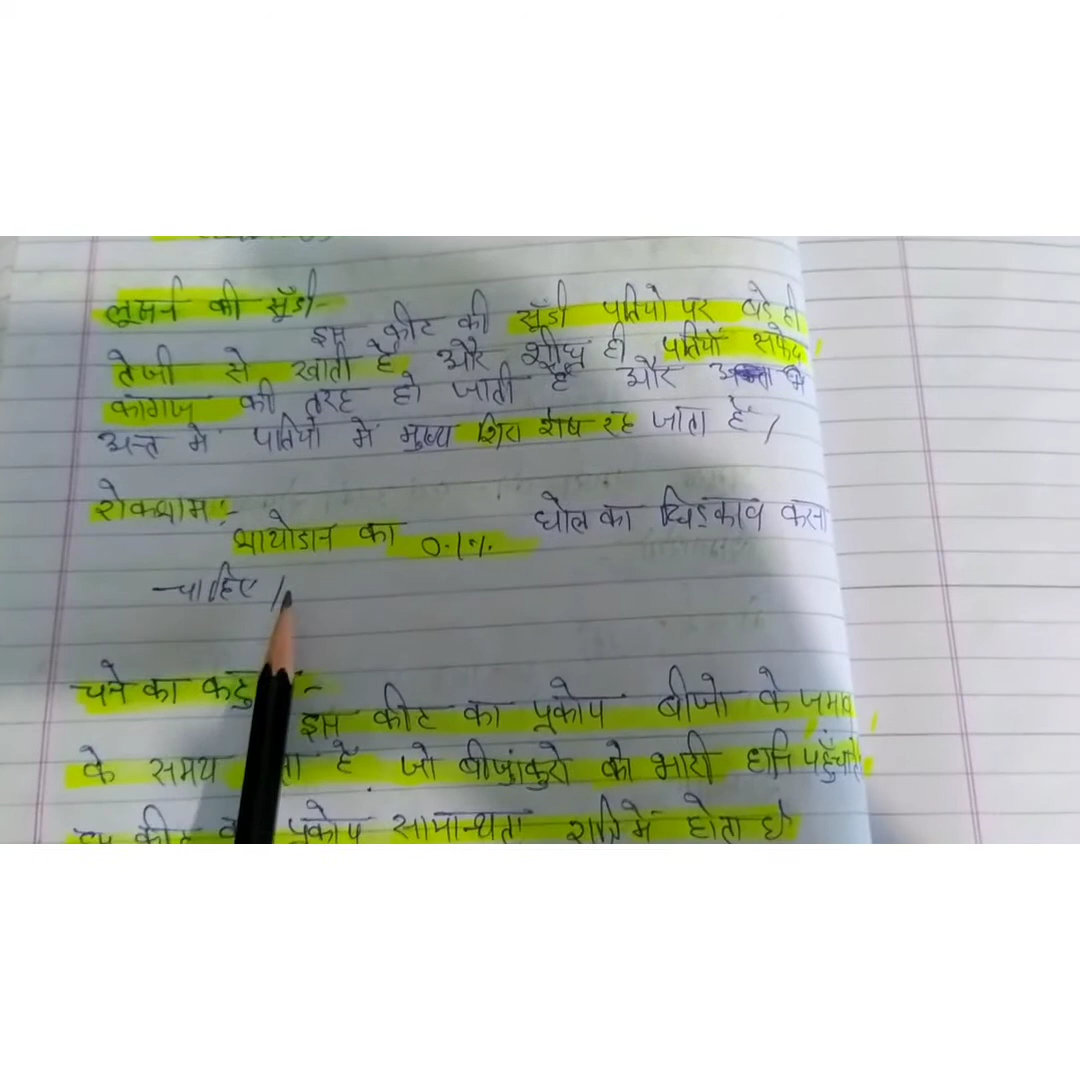 लूसर्न की सूँडी-
इस कीट की सूँडी पतियो पर बडे ही
तेजी से खाती है और शीघ्र ही पतियाँ सफेद
कागज की तरह हो जाती है और
अन्त में पतियों में मुख्य शिरा शेष रह जाता है /
रोकथाम :-
थायोडान का 0.1% घोल का छिडकाव करना
चाहिए /
चने का
इस कीट का प्रकोप बीजो के जमाव
के समय है जो बीजांकुरो को भारी हानि पहुँचाते
कीट प्रकोप सामान्यता रात्रि में होता है